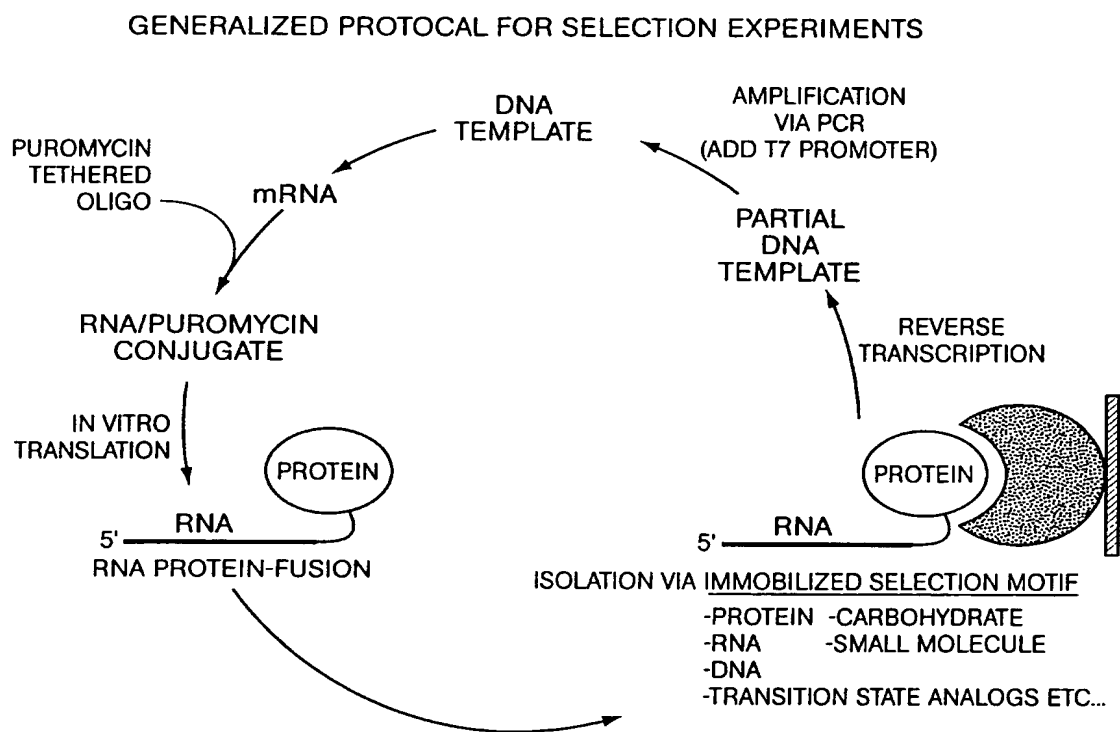 GENERALIZED PROTOCAL FOR SELECTION EXPERIMENTS
DNA
TEMPLATE
AMPLIFICATION
VIA PCR
(ADD T7 PROMOTER)
PUROMYCIN
TETHERED
OLIGO
mRNA
PARTIAL
DNA
TEMPLATE
RNA/PUROMYCIN
CONJUGATE
REVERSE
TRANSCRIPTION
IN VITRO
TRANSLATION
PROTEIN
RNA
5'
RNA PROTEIN-FUSION
PROTEIN
RNA
5'
ISOLATION VIA IMMOBILIZED SELECTION MOTIF
-PROTEIN -CARBOHYDRATE
-RNA -SMALL MOLECULE
-DNA
-TRANSITION STATE ANALOGS ETC...